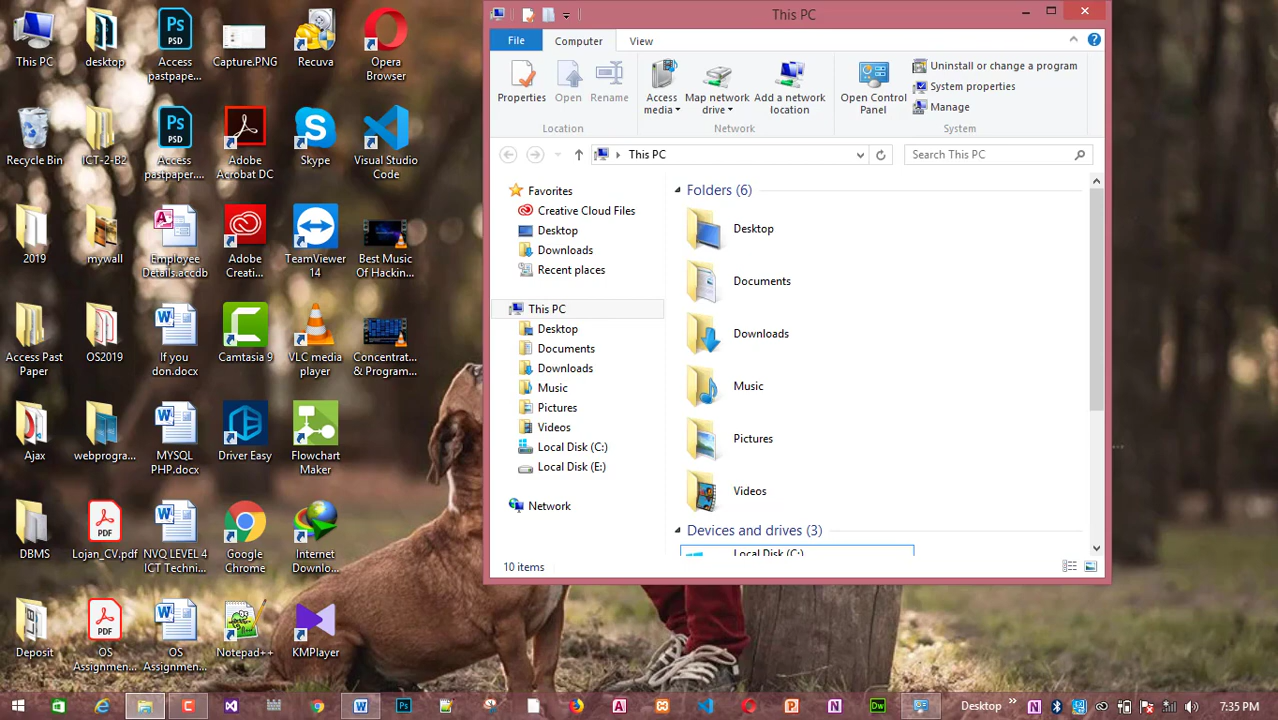 This PC
desktop
Access
pastpape...
Capture.PNG
Recuva
Opera
Browser
Recycle Bin
ICT-2-B2
Access
pastpaper....
Adobe
Acrobat DC
Skype
Visual Studio
Code
2019
mywall
Employee
Details.accdb
Adobe
Creati...
TeamViewer
14
Best Music
Of Hackin...
Access Past
Paper
OS2019
If you
don.docx
Camtasia 9
VLC media
player
Concentrat...
& Program...
Ajax
webprogra...
MYSQL
PHP.docx
Driver Easy
Flowchart
Maker
DBMS
Lojan_CV.pdf
NVQ LEVEL 4
ICT Techni...
Google
Chrome
Internet
Downlo...
Deposit
OS
Assignmen...
OS
Assignmen...
Notepad++
KMPlayer
This PC
File
Computer
View
Properties
Open
Rename
Access
media
Map network
drive
Add a network
location
Open Control
Panel
Uninstall or change a program
System properties
Manage
Location
Network
System
This PC
Search This PC
Favorites
Creative Cloud Files
Desktop
Downloads
Recent places
This PC
Desktop
Documents
Downloads
Music
Pictures
Videos
Local Disk (C:)
Local Disk (E:)
Network
Folders (6)
Desktop
Documents
Downloads
Music
Pictures
Videos
Devices and drives (3)
Local Disk (C:)
10 items
Desktop
7:35 PM